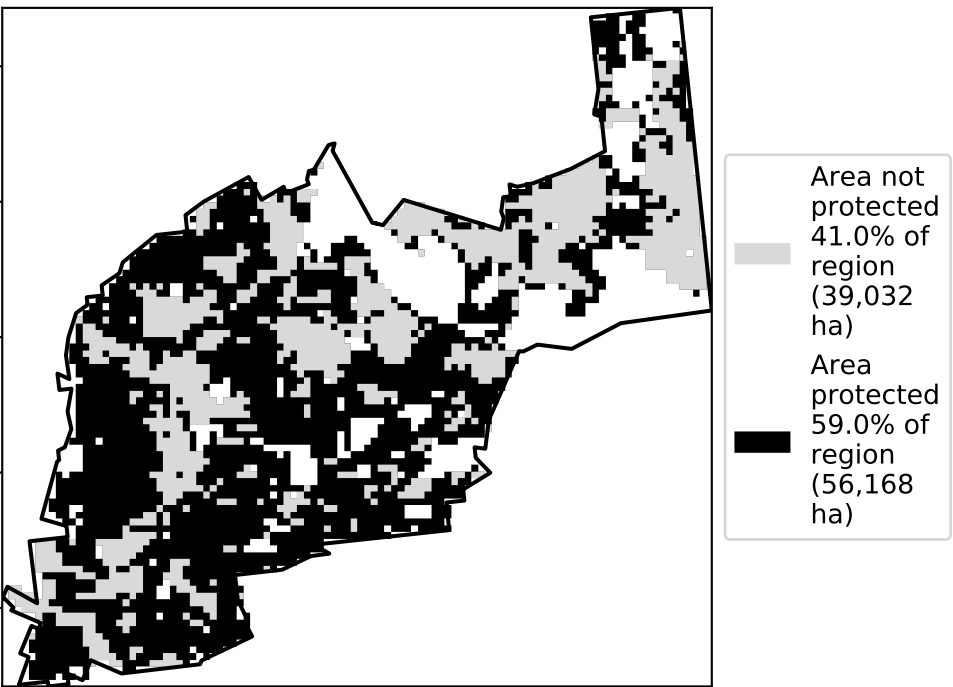 Area not
protected
41.0% of
region
(39,032
ha)
Area
protected
59.0% of
region
(56,168
ha)